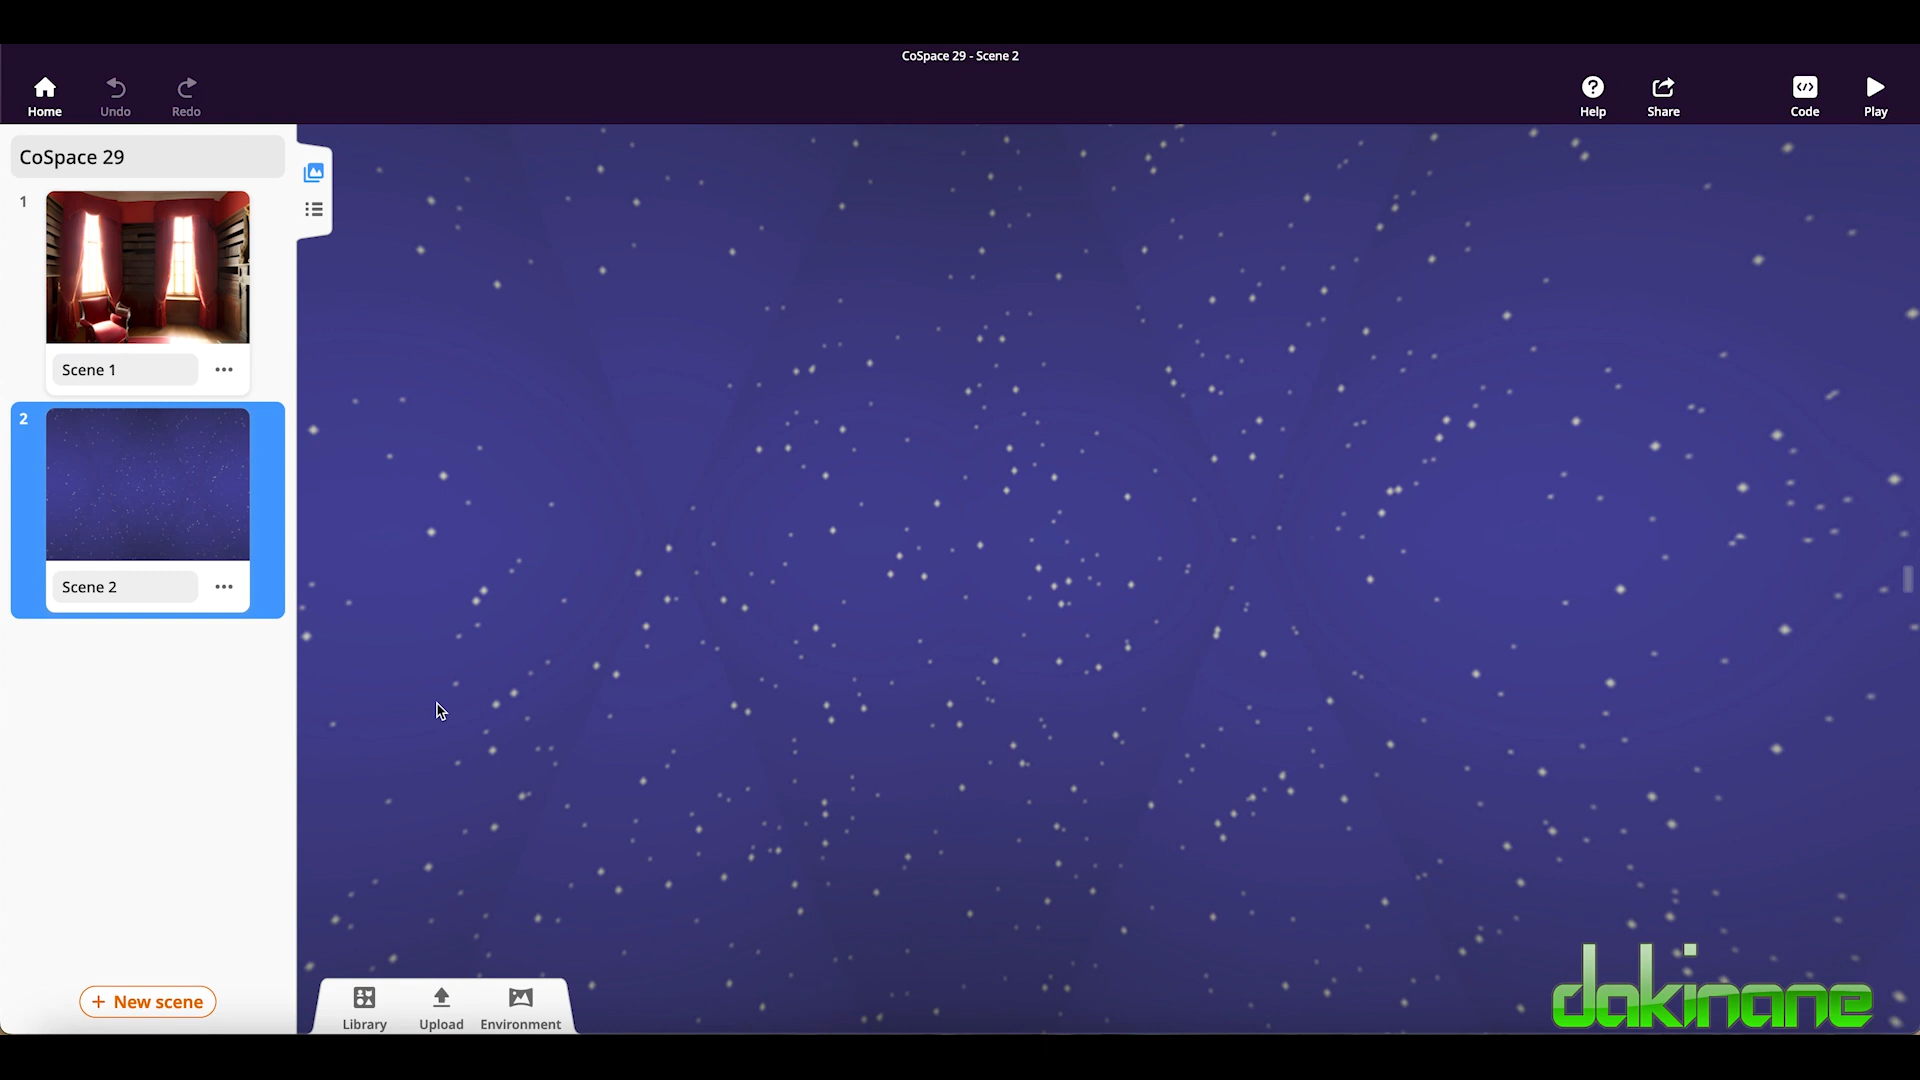 CoSpace 29 - Scene 2
Home
Undo
Redo
Help
Share
Code
Play
CoSpace 29
1
Scene 1
2
Scene 2
+ New scene
Library
Upload
Environment
dakinane